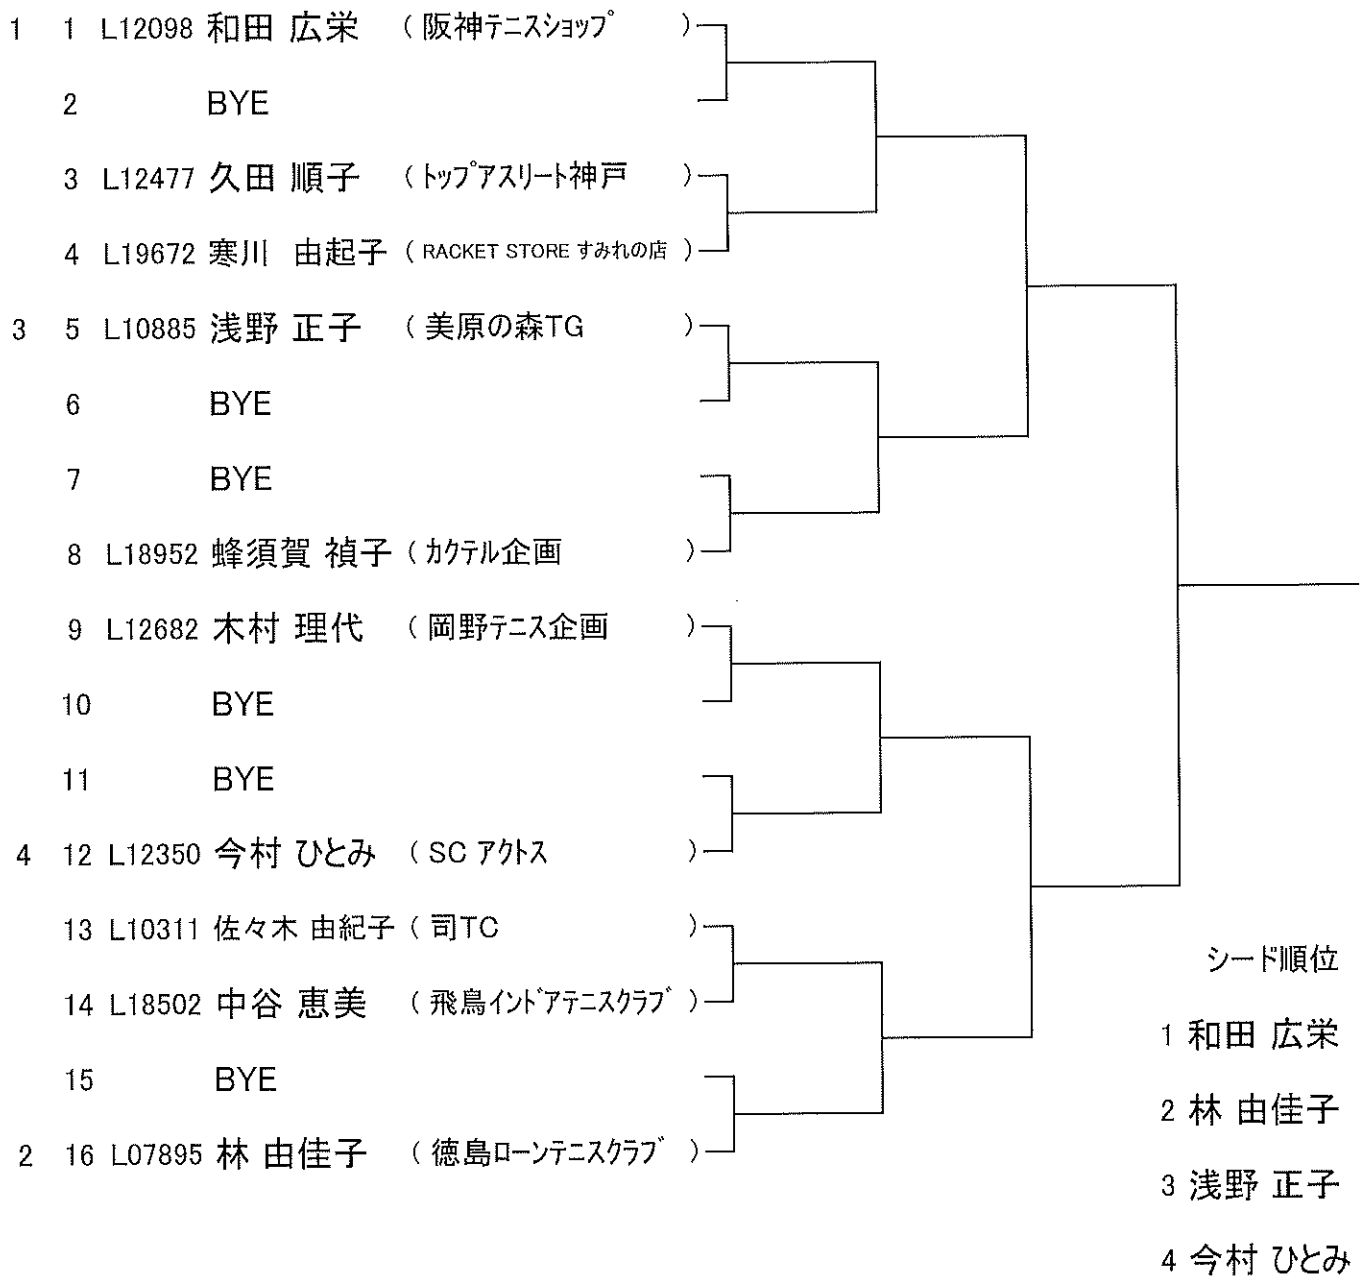 1 1 L12098 和田 広栄 ( 阪神テニスショップ )
2 BYE
3 L12477 久田 順子 ( トップアスリート神戸 )
4 L19672 寒川 由起子 ( RACKET STORE すみれの店 )
3 5 L10885 浅野 正子 ( 美原の森TG )
6 BYE
7 BYE
8 L18952 蜂須賀 禎子 ( カクテル企画 )
9 L12682 木村 理代 ( 岡野テニス企画 )
10 BYE
11 BYE
4 12 L12350 今村 ひとみ ( SC アクトス )
13 L10311 佐々木 由紀子 ( 司TC )
14 L18502 中谷 恵美 ( 飛鳥インドアテニスクラブ )
15 BYE
2 16 L07895 林 由佳子 ( 徳島ローンテニスクラブ )
シード順位
1 和田 広栄
2 林 由佳子
3 浅野 正子
4 今村 ひとみ